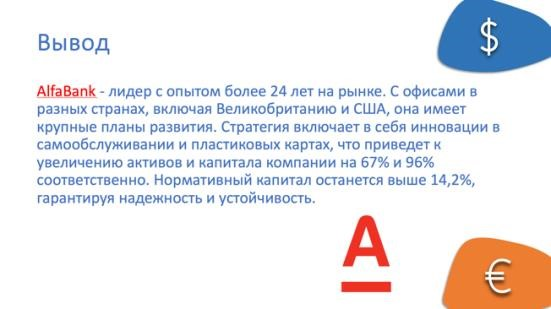 Вывод
$
AlfaBank - лидер с опытом более 24 лет на рынке. С офисами в
разных странах, включая Великобританию и США, она имеет
крупные планы развития. Стратегия включает в себя инновации в
самообслуживании и пластиковых картах, что приведет к
увеличению активов и капитала компании на 67% и 96%
соответственно. Нормативный капитал останется выше 14,2%,
гарантируя надежность и устойчивость.
А
€